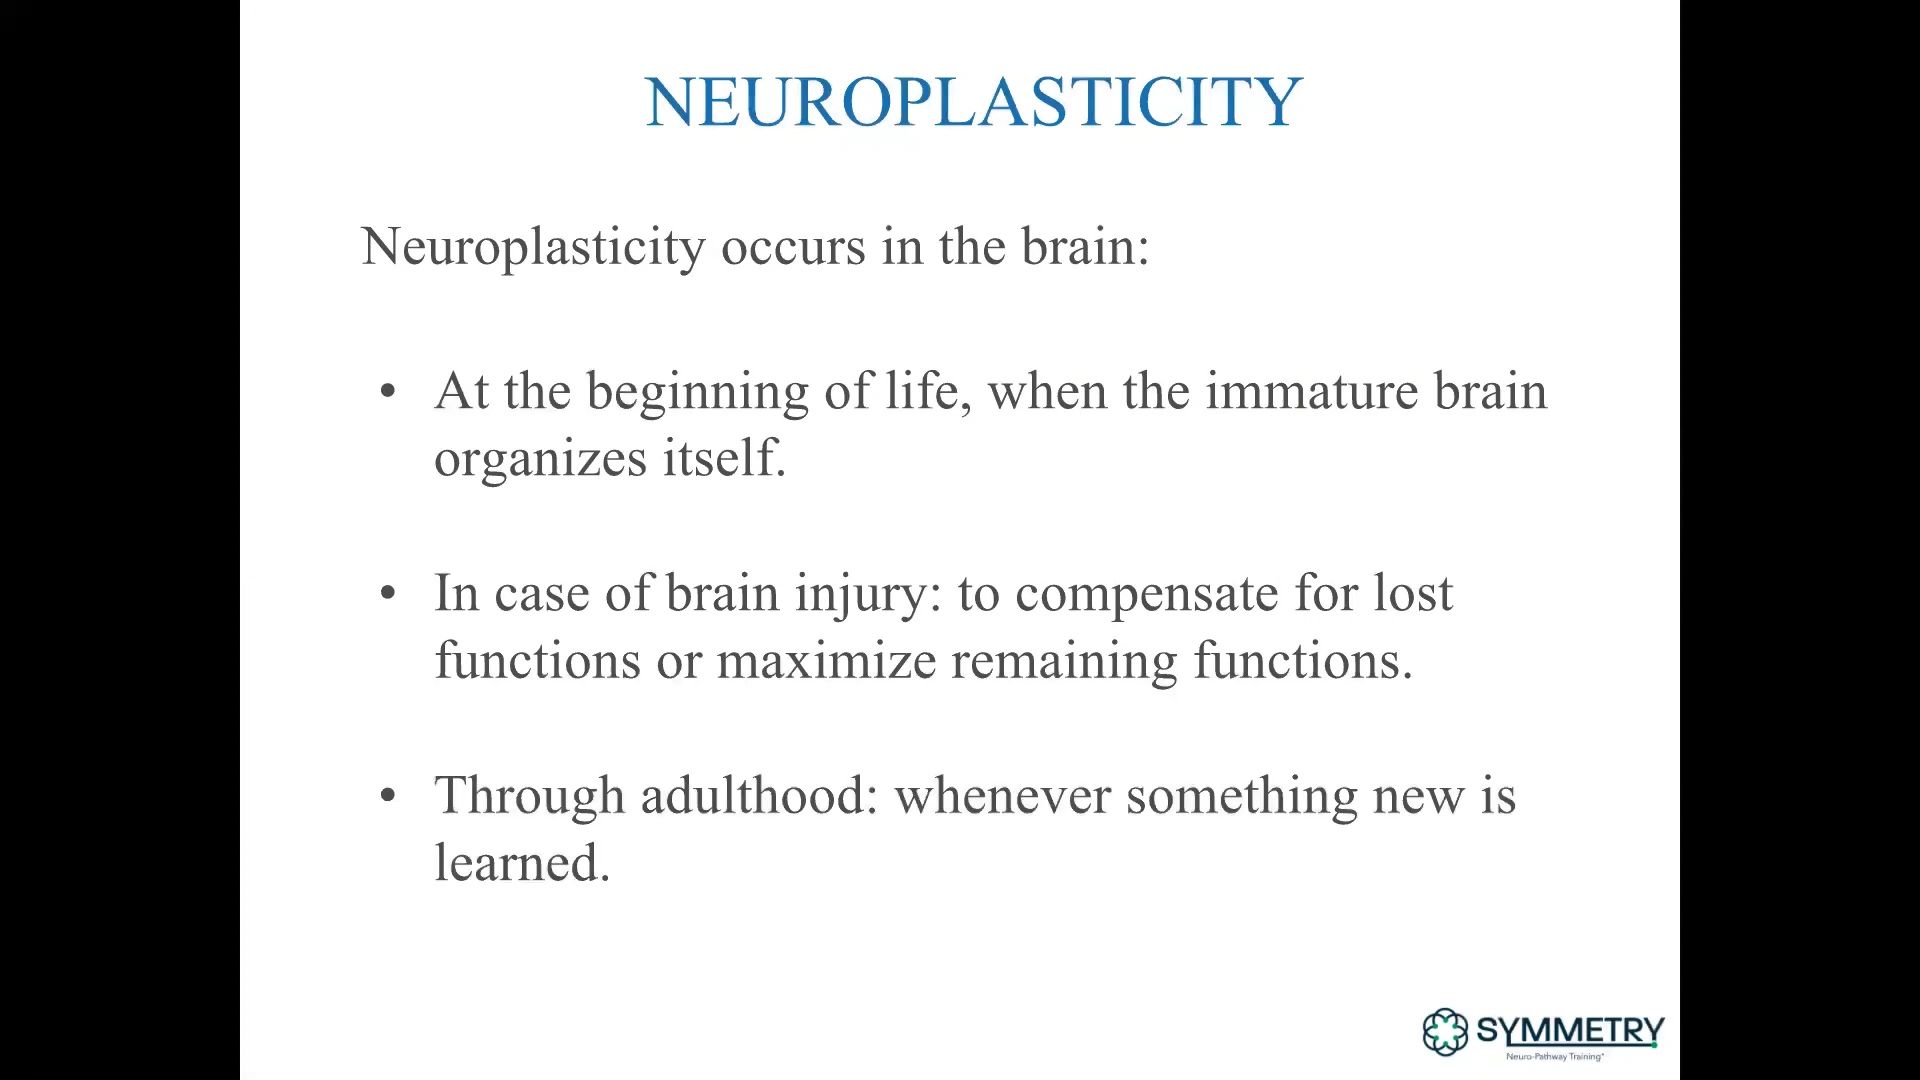 NEUROPLASTICITY
Neuroplasticity occurs in the brain:
• At the beginning of life, when the immature brain
organizes itself.
• In case of brain injury: to compensate for lost
functions or maximize remaining functions.
• Through adulthood: whenever something new is
learned.
SYMMETRY
Neuro-Pathway Training*